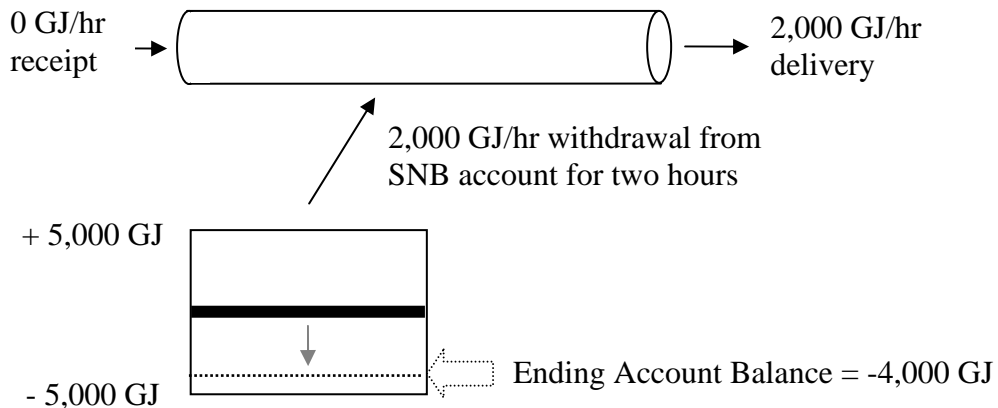 0 GJ/hr
receipt
2,000 GJ/hr
delivery
2,000 GJ/hr withdrawal from
SNB account for two hours
+ 5,000 GJ
Ending Account Balance = -4,000 GJ
- 5,000 GJ